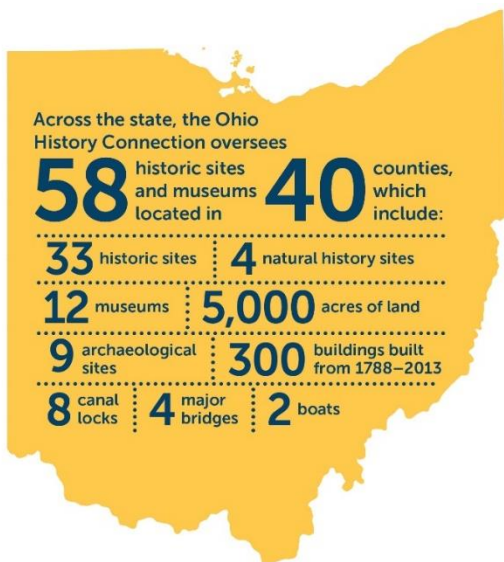 Across the state, the Ohio
History Connection oversees
58 historic sites
and museums
located in
40 counties,
which
include:
33 historic sites
4 natural history sites
12 museums
5,000 acres of land
9 archaeological
sites
300 buildings built
from 1788–2013
8 canal
locks
4 major
bridges
2 boats